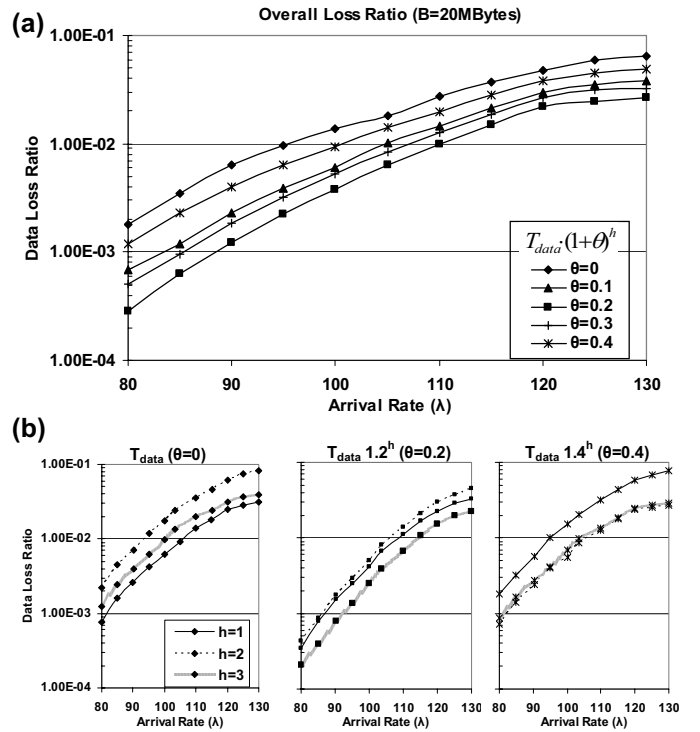 (a)
Overall Loss Ratio (B=20MBytes)
1.00E-01
1.00E-02
1.00E-03
1.00E-04
Data Loss Ratio
80 90 100 110 120 130
Arrival Rate (λ)
T_data·(1+θ)^h
θ=0
θ=0.1
θ=0.2
θ=0.3
θ=0.4
(b)
T_data (θ=0)
T_data 1.2^h (θ=0.2)
T_data 1.4^h (θ=0.4)
1.00E-01
1.00E-02
1.00E-03
1.00E-04
Data Loss Ratio
h=1
h=2
h=3
80 90 100 110 120 130
80 90 100 110 120 130
80 90 100 110 120 130
Arrival Rate (λ)
Arrival Rate (λ)
Arrival Rate (λ)